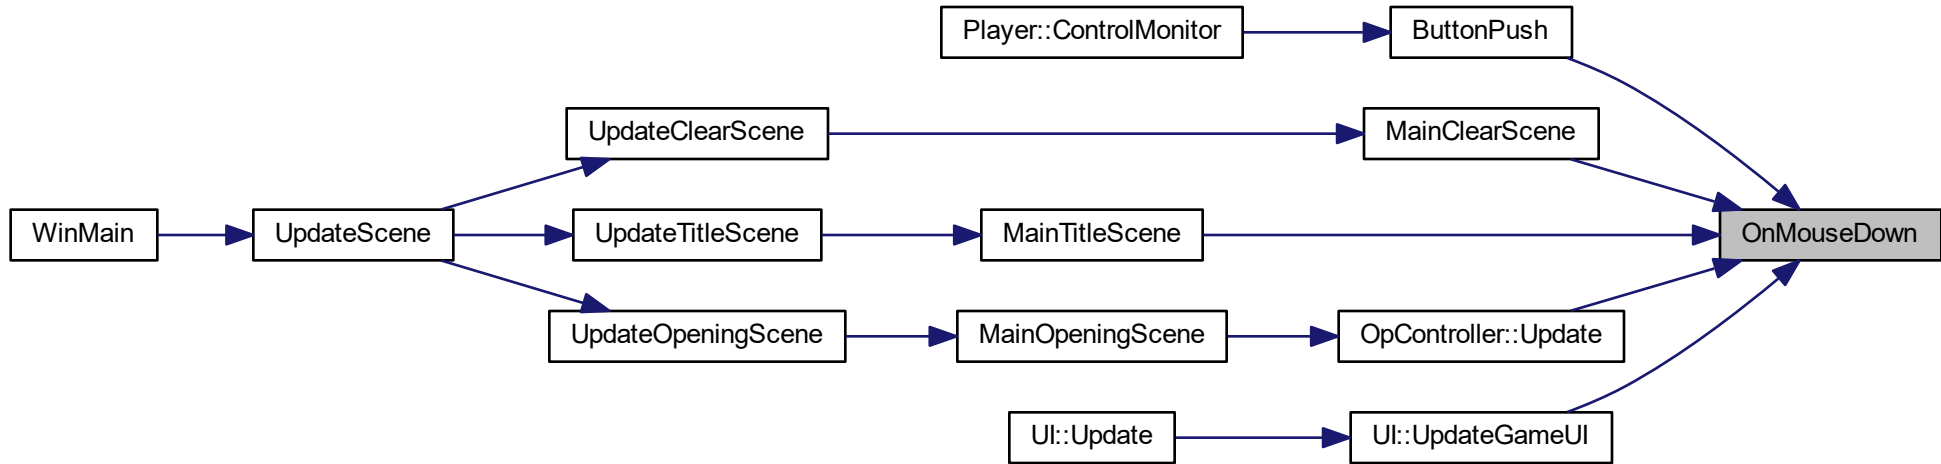 Player::ControlMonitor
ButtonPush
UpdateClearScene
MainClearScene
WinMain
UpdateScene
UpdateTitleScene
MainTitleScene
OnMouseDown
UpdateOpeningScene
MainOpeningScene
OpController::Update
UI::Update
UI::UpdateGameUI